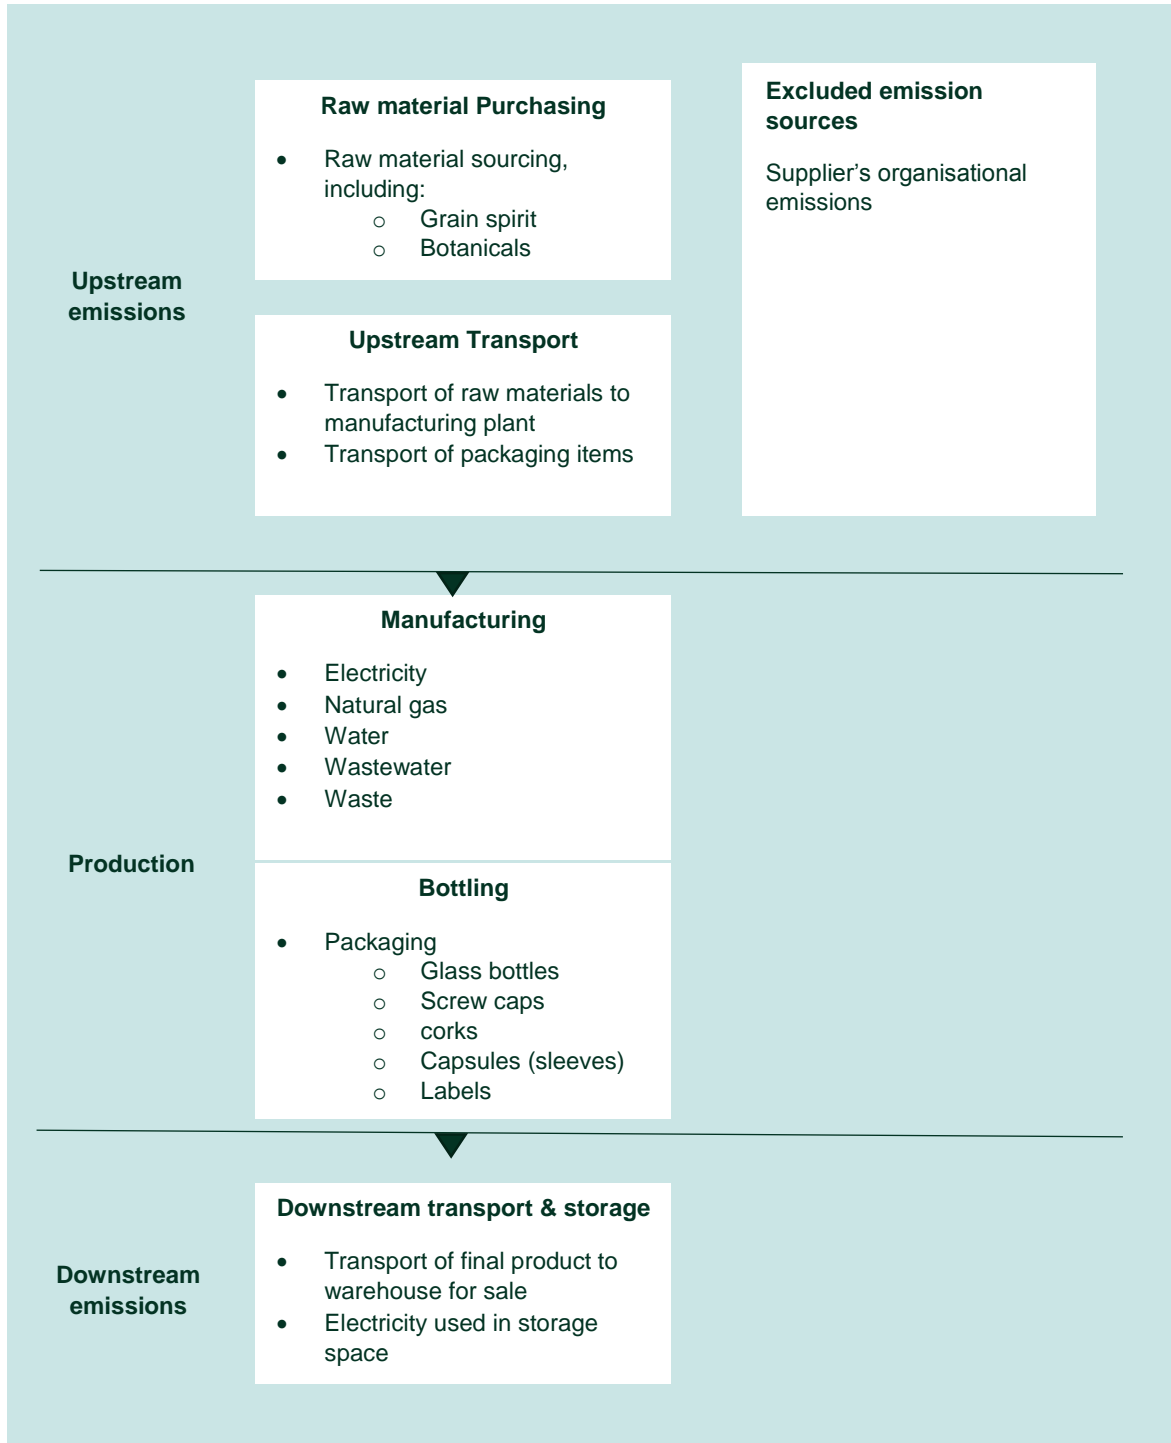 Raw material Purchasing
• Raw material sourcing,
including:
o Grain spirit
o Botanicals
Excluded emission
sources
Supplier’s organisational
emissions
Upstream
emissions
Upstream Transport
• Transport of raw materials to
manufacturing plant
• Transport of packaging items
Manufacturing
• Electricity
• Natural gas
• Water
• Wastewater
• Waste
Production
Bottling
• Packaging
o Glass bottles
o Screw caps
o corks
o Capsules (sleeves)
o Labels
Downstream transport & storage
• Transport of final product to
warehouse for sale
• Electricity used in storage
space
Downstream
emissions